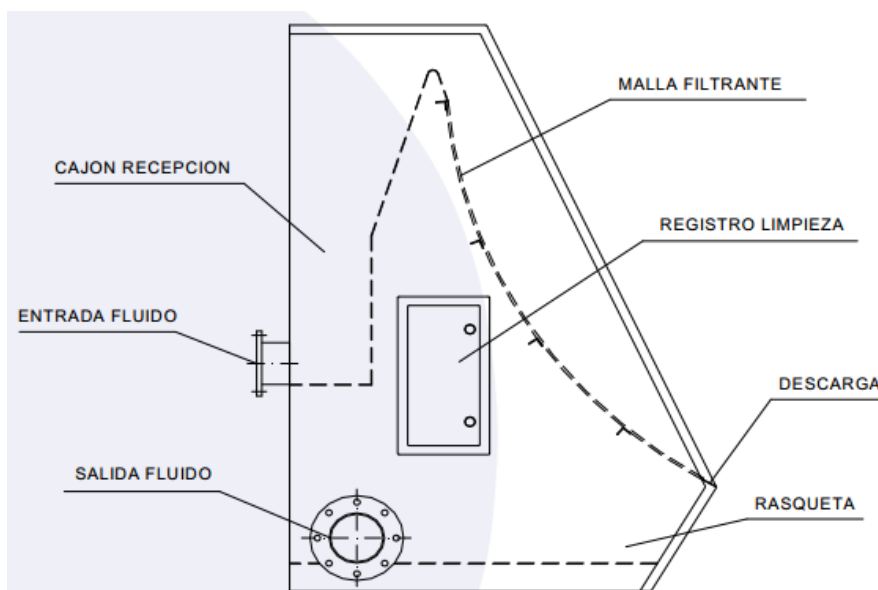 MALLA FILTRANTE
CAJON RECEPCION
REGISTRO LIMPIEZA
ENTRADA FLUIDO
DESCARGA
SALIDA FLUIDO
RASQUETA